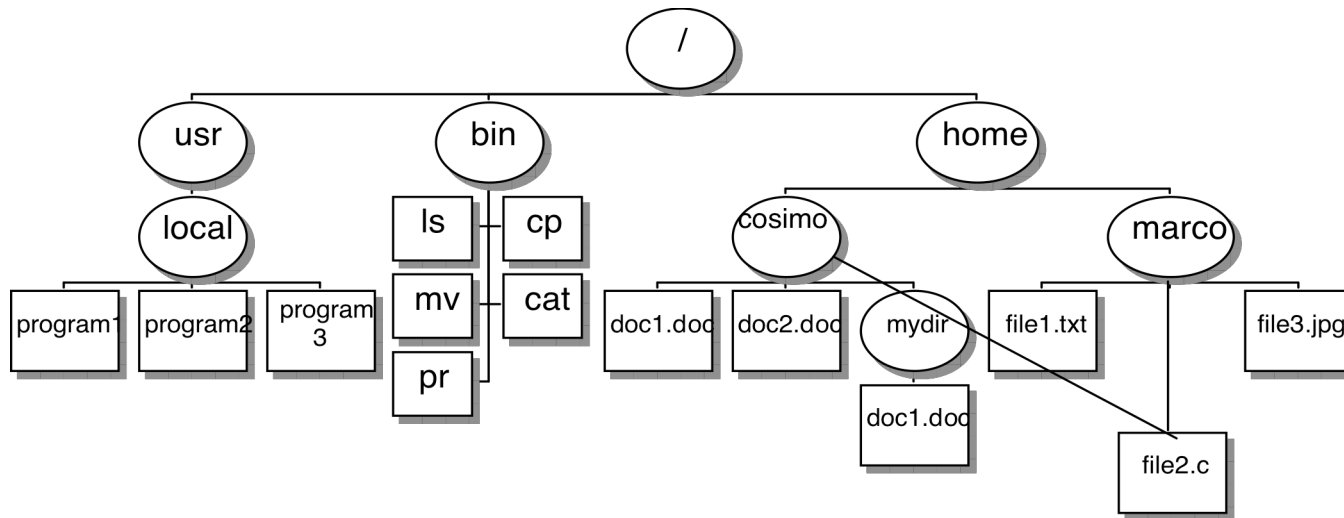 /
usr
bin
home
local
ls
cp
cosimo
marco
mv
cat
program1
program2
program
3
doc1.doc
doc2.doc
mydir
file1.txt
file3.jpg
pr
doc1.doc
file2.c